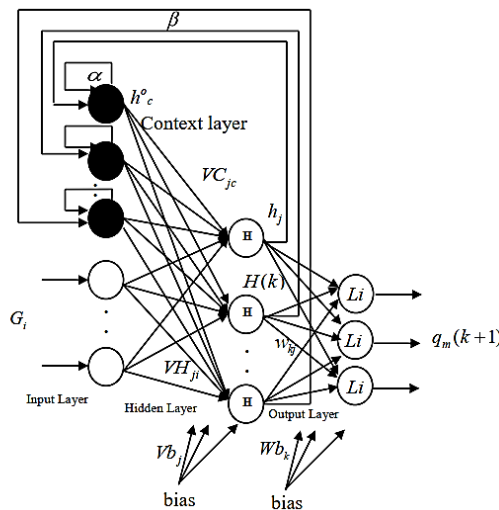 β
α
h°c
Context layer
VCjc
hj
H
H(k)
H
Li
Gi
wkj
Li
qm(k+1)
VHji
Li
H
Input Layer
Hidden Layer
Output Layer
Vbj
Wbk
bias
bias